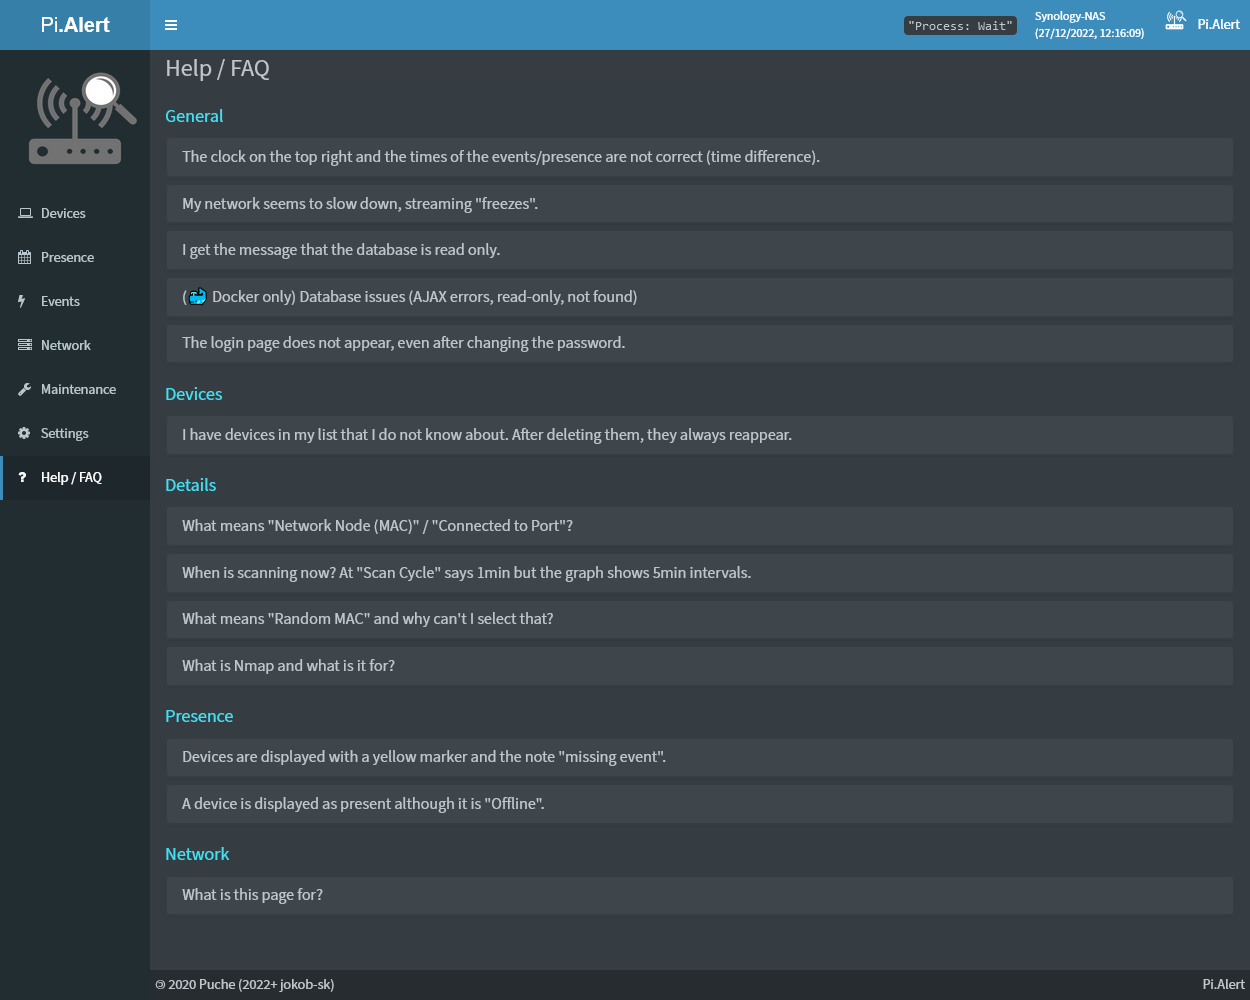 Pi.Alert
"Process: Wait"
Synology-NAS
(27/12/2022, 12:16:09)
Pi.Alert
Devices
Presence
Events
Network
Maintenance
Settings
Help / FAQ
Help / FAQ
General
The clock on the top right and the times of the events/presence are not correct (time difference).
My network seems to slow down, streaming "freezes".
I get the message that the database is read only.
( Docker only) Database issues (AJAX errors, read-only, not found)
The login page does not appear, even after changing the password.
Devices
I have devices in my list that I do not know about. After deleting them, they always reappear.
Details
What means "Network Node (MAC)" / "Connected to Port"?
When is scanning now? At "Scan Cycle" says 1min but the graph shows 5min intervals.
What means "Random MAC" and why can't I select that?
What is Nmap and what is it for?
Presence
Devices are displayed with a yellow marker and the note "missing event".
A device is displayed as present although it is "Offline".
Network
What is this page for?
© 2020 Puche (2022+ jokob-sk)
Pi.Alert